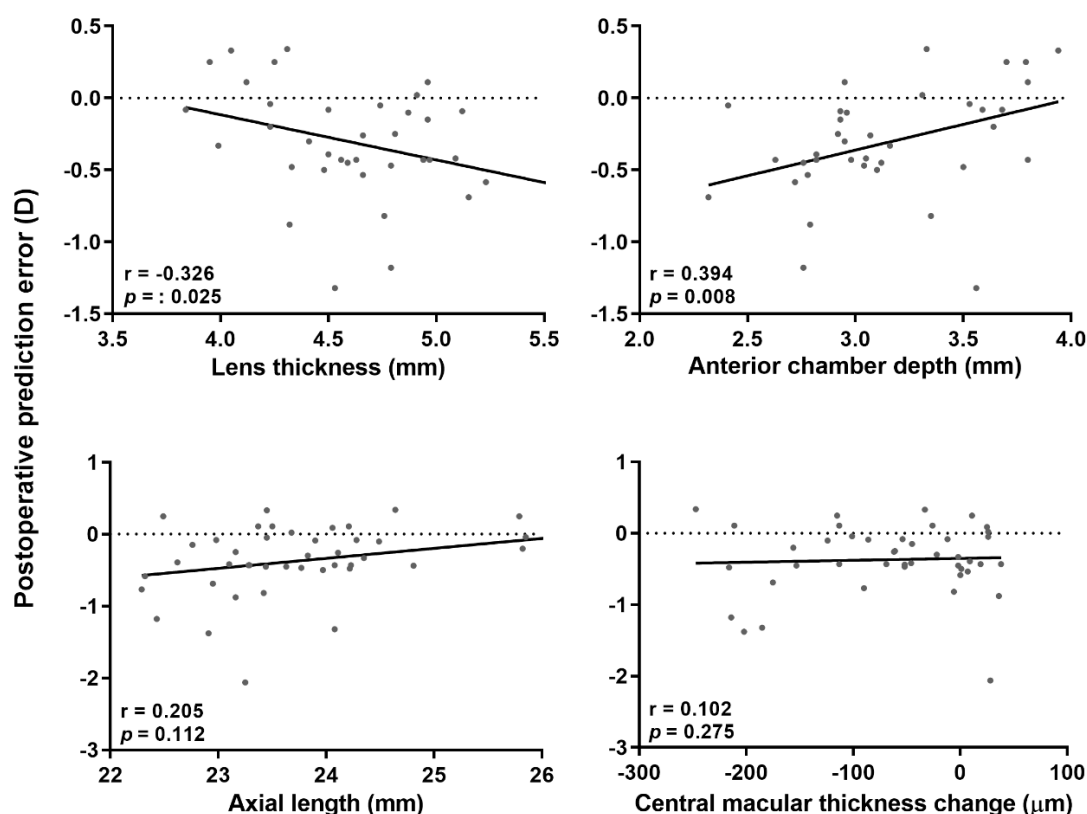 Postoperative prediction error (D)
0.5
0.0
-0.5
-1.0
-1.5
r = -0.326
p = : 0.025
3.5 4.0 4.5 5.0 5.5
Lens thickness (mm)
0.5
0.0
-0.5
-1.0
-1.5
r = 0.394
p = 0.008
2.0 2.5 3.0 3.5 4.0
Anterior chamber depth (mm)
1
0
-1
-2
-3
r = 0.205
p = 0.112
22 23 24 25 26
Axial length (mm)
1
0
-1
-2
-3
r = 0.102
p = 0.275
-300 -200 -100 0 100
Central macular thickness change (μm)